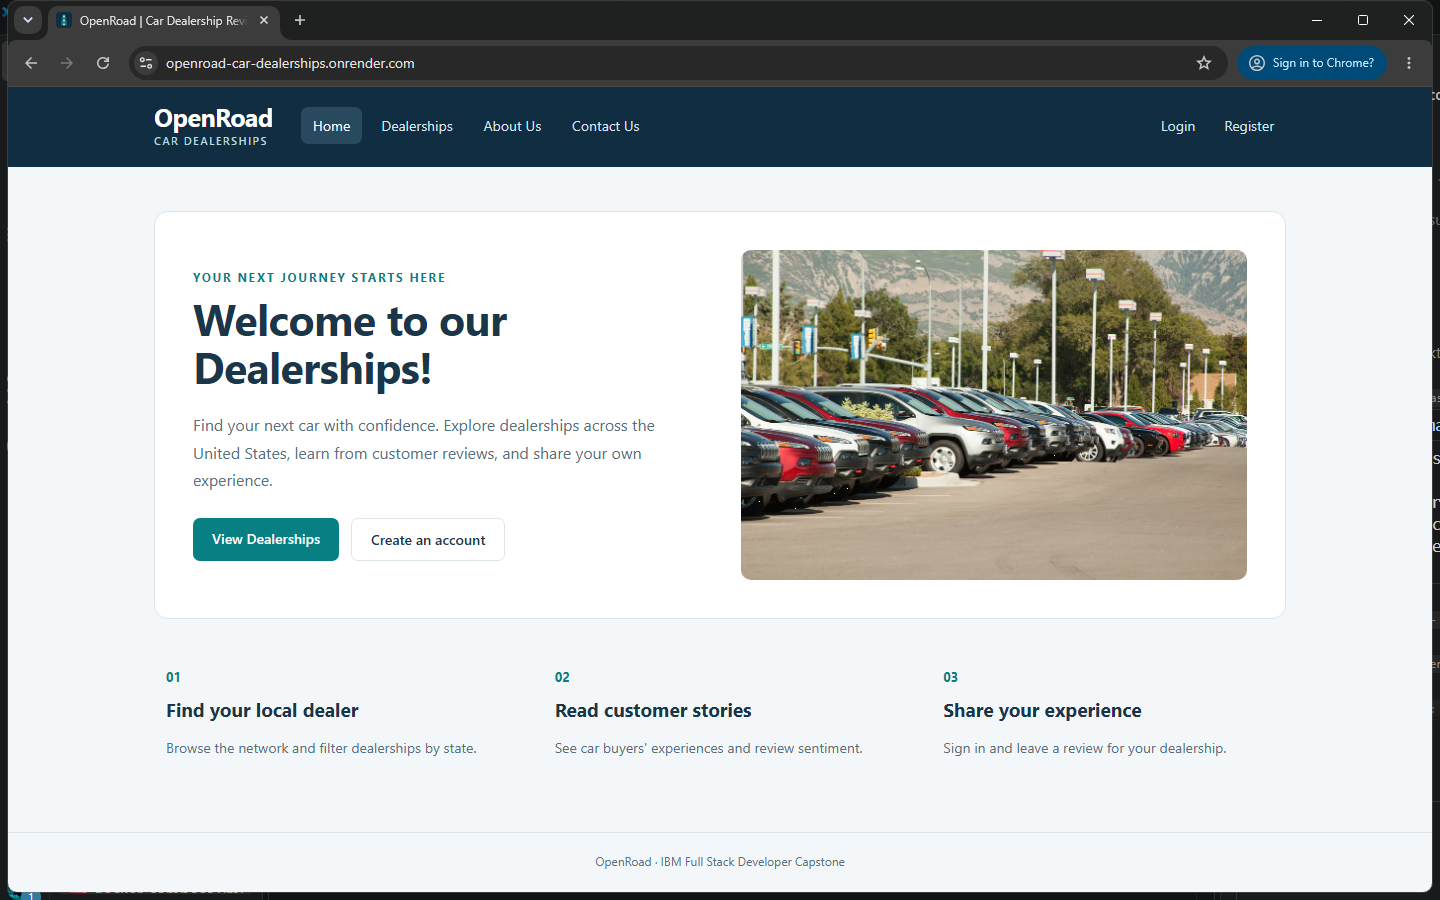 OpenRoad | Car Dealership Revi
openroad-car-dealerships.onrender.com
Sign in to Chrome?
OpenRoad
CAR DEALERSHIPS
Home
Dealerships
About Us
Contact Us
Login
Register
YOUR NEXT JOURNEY STARTS HERE
Welcome to our
Dealerships!
Find your next car with confidence. Explore dealerships across the
United States, learn from customer reviews, and share your own
experience.
View Dealerships
Create an account
01
Find your local dealer
Browse the network and filter dealerships by state.
02
Read customer stories
See car buyers' experiences and review sentiment.
03
Share your experience
Sign in and leave a review for your dealership.
OpenRoad · IBM Full Stack Developer Capstone
1